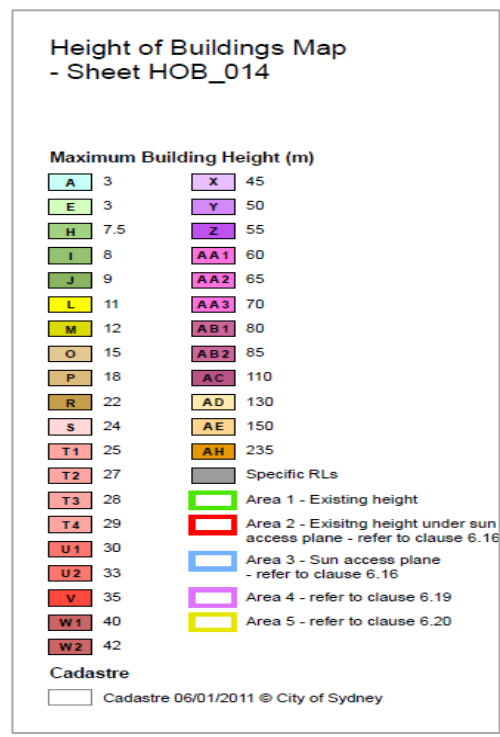 Height of Buildings Map
- Sheet HOB_014
Maximum Building Height (m)
A 3
E 3
H 7.5
I 8
J 9
L 11
M 12
O 15
P 18
R 22
S 24
T1 25
T2 27
T3 28
T4 29
U1 30
U2 33
V 35
W1 40
W2 42
X 45
Y 50
Z 55
AA1 60
AA2 65
AA3 70
AB1 80
AB2 85
AC 110
AD 130
AE 150
AH 235
Specific RLs
Area 1 - Existing height
Area 2 - Exisitng height under sun
access plane - refer to clause 6.16
Area 3 - Sun access plane
- refer to clause 6.16
Area 4 - refer to clause 6.19
Area 5 - refer to clause 6.20
Cadastre
Cadastre 06/01/2011 © City of Sydney